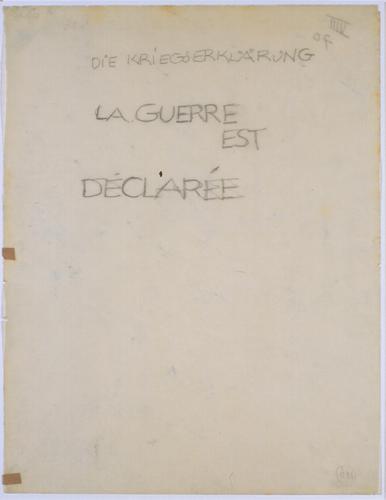 DIE KRIEGSERKLÄRUNG
LA GUERRE
EST
DÉCLARÉE